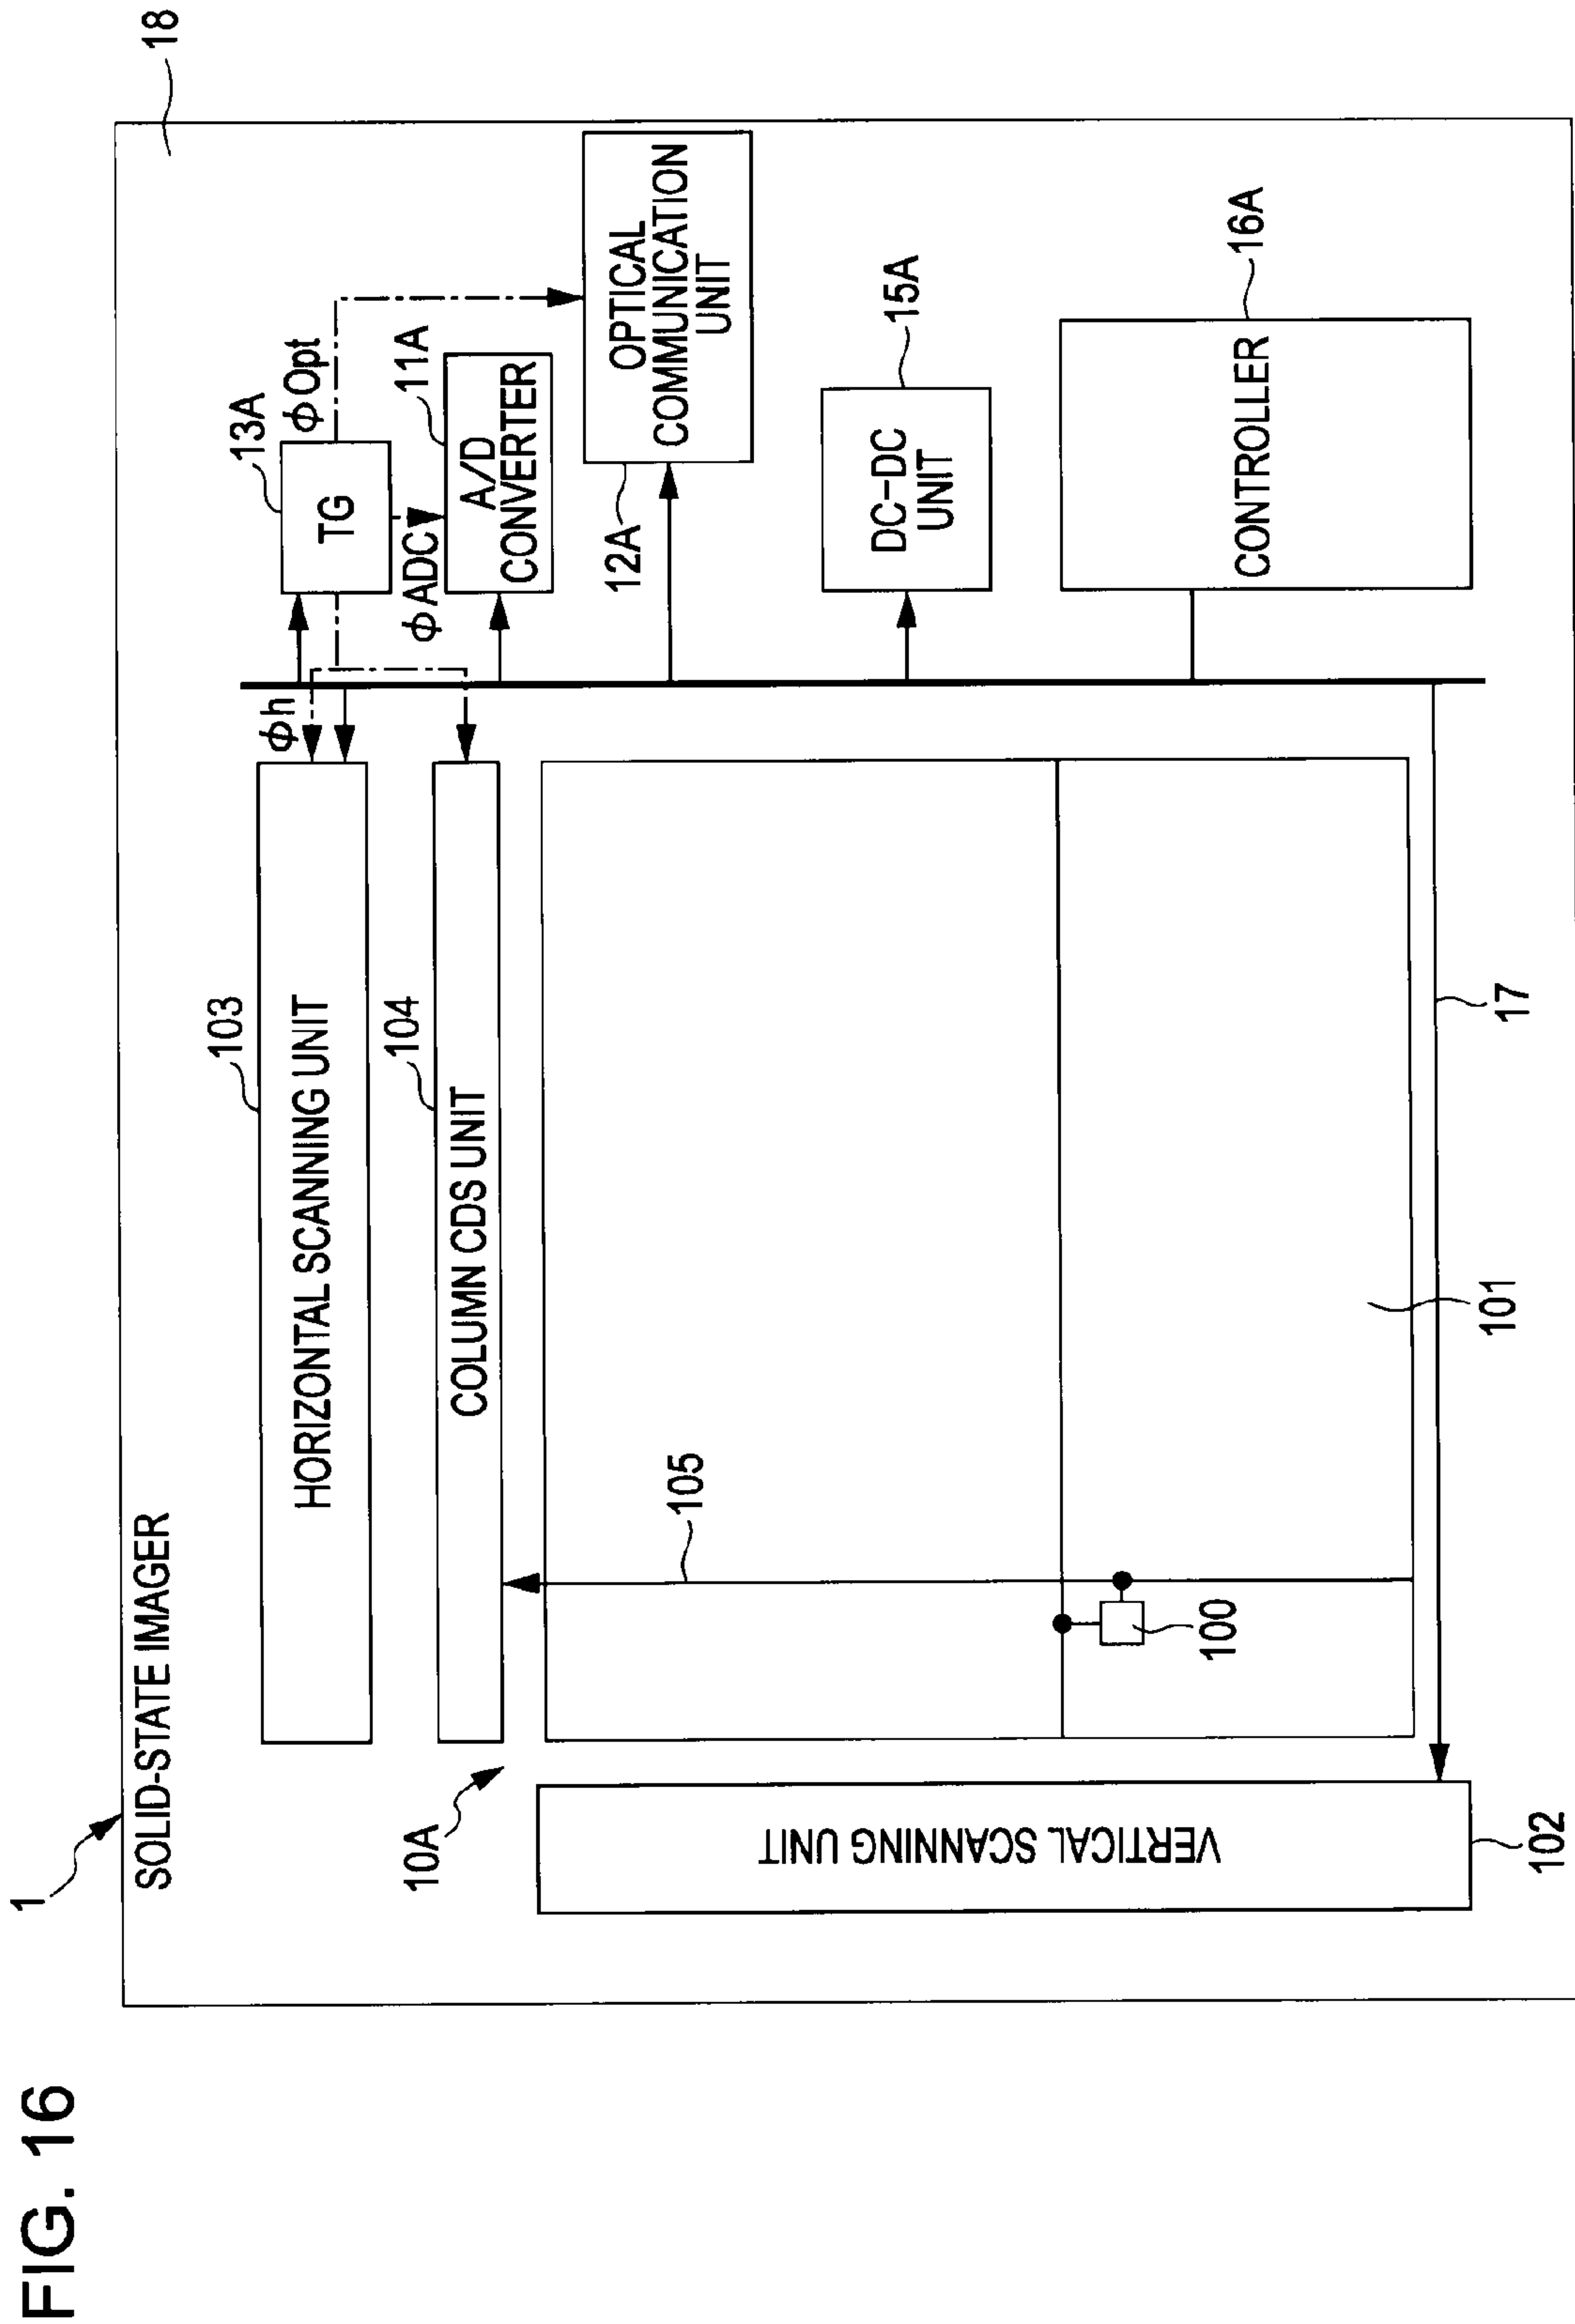 FIG. 16
1
18
SOLID-STATE IMAGER
103
HORIZONTAL SCANNING UNIT
13A
TG
ϕh
ϕOpt
104
COLUMN CDS UNIT
ϕADC
11A
A/D
CONVERTER
10A
12A
OPTICAL
COMMUNICATION
UNIT
105
15A
DC-DC
UNIT
VERTICAL SCANNING UNIT
100
16A
CONTROLLER
101
17
102